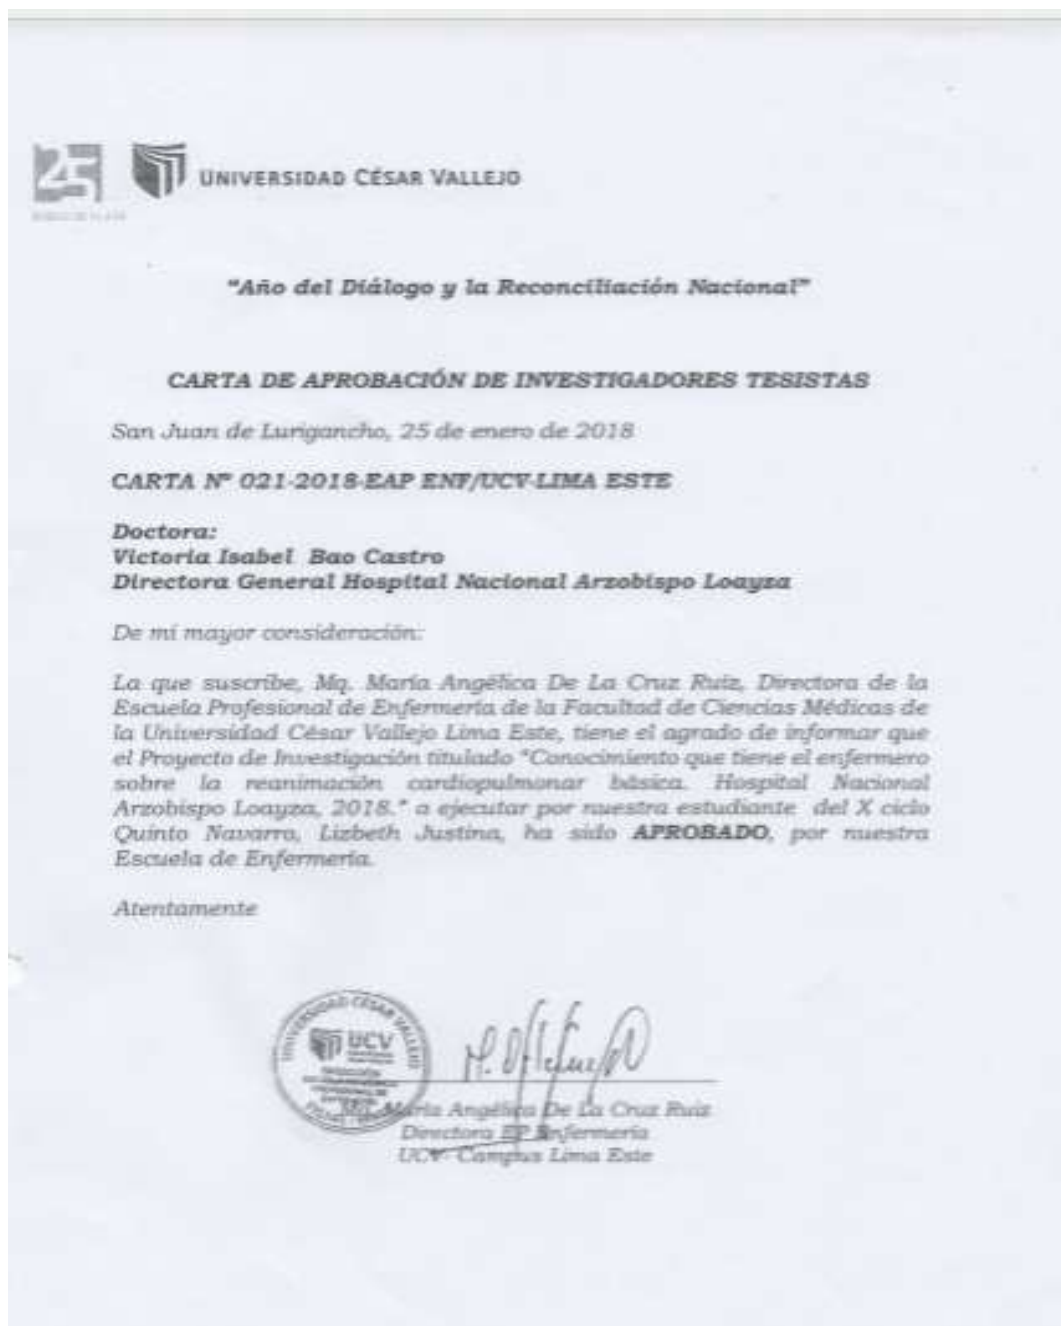 25
UNIVERSIDAD CÉSAR VALLEJO
“Año del Diálogo y la Reconciliación Nacional”
CARTA DE APROBACIÓN DE INVESTIGADORES TESISTAS
San Juan de Lurigancho, 25 de enero de 2018
CARTA Nº 021-2018-EAP ENF/UCV-LIMA ESTE
Doctora:
Victoria Isabel Bao Castro
Directora General Hospital Nacional Arzobispo Loayza
De mi mayor consideración:
La que suscribe, Mg. María Angélica De La Cruz Ruiz, Directora de la
Escuela Profesional de Enfermería de la Facultad de Ciencias Médicas de
la Universidad César Vallejo Lima Este, tiene el agrado de informar que
el Proyecto de Investigación titulado “Conocimiento que tiene el enfermero
sobre la reanimación cardiopulmonar básica. Hospital Nacional
Arzobispo Loayza, 2018.” a ejecutar por nuestra estudiante del X ciclo
Quinto Navarro, Lizbeth Justina, ha sido APROBADO, por nuestra
Escuela de Enfermería.
Atentamente
UNIVERSIDAD CÉSAR VALLEJO
UCV
Mg. María Angélica De La Cruz Ruiz
Directora EP Enfermería
UCV- Campus Lima Este